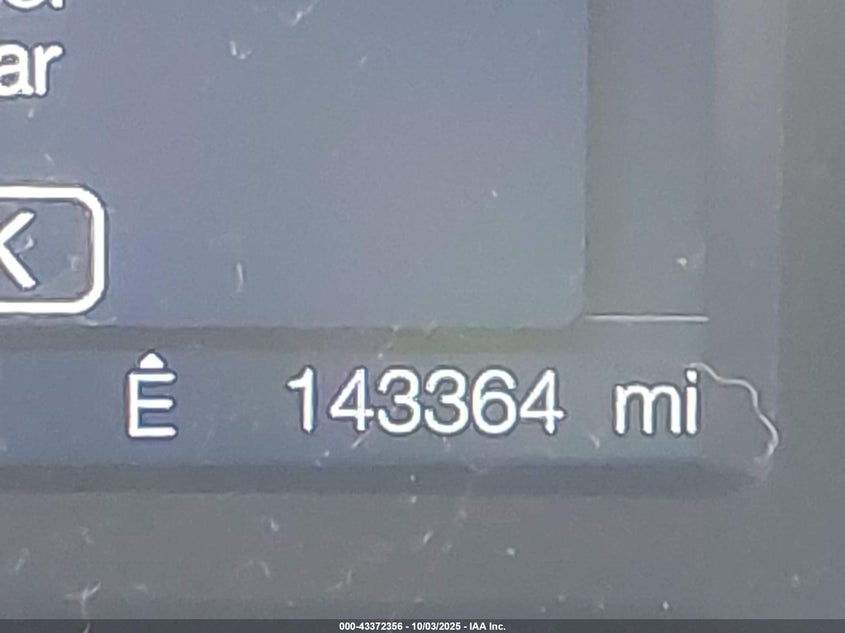 ar
K
Ê 143364 mi
000-43372356 - 10/03/2025 - IAA Inc.